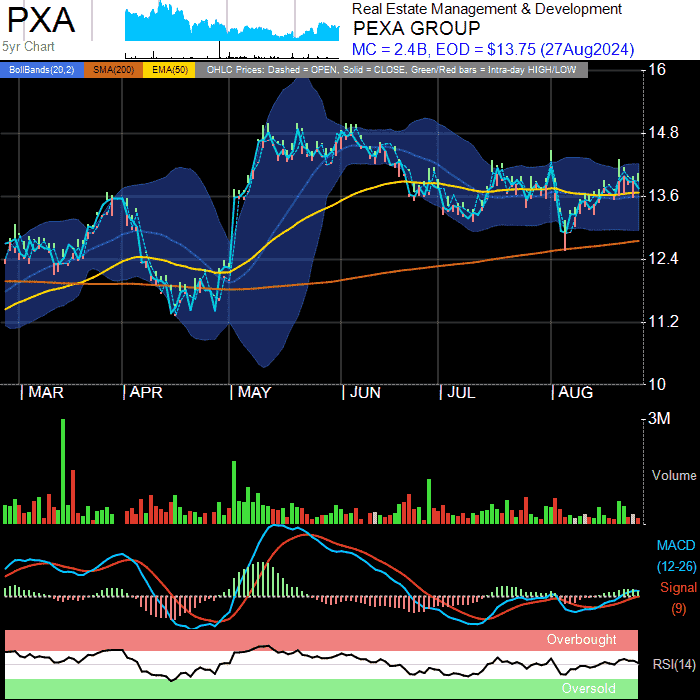 PXA
5yr Chart
Real Estate Management & Development
PEXA GROUP
MC = 2.4B, EOD = $13.75 (27Aug2024)
BollBands(20,2) SMA(200) EMA(50) OHLC Prices: Dashed = OPEN, Solid = CLOSE, Green/Red bars = Intra-day HIGH/LOW
16
14.8
13.6
12.4
11.2
10
| MAR | APR | MAY | JUN | JUL | AUG
3M
Volume
MACD
(12-26)
Signal
(9)
Overbought
RSI(14)
Oversold